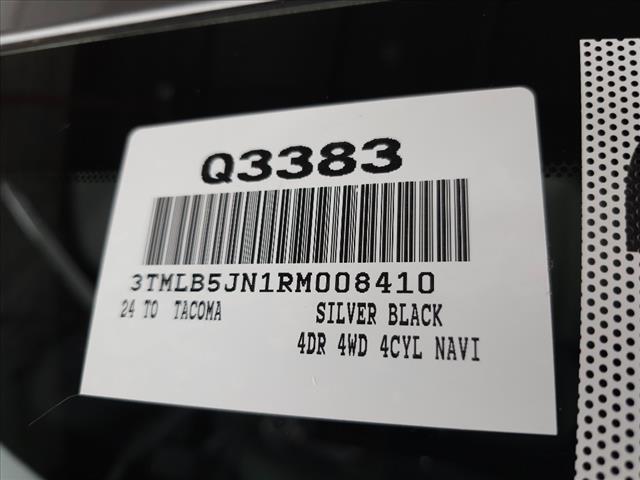 Q3383
3TMLB5JN1RM008410
24 TO TACOMA SILVER BLACK
4DR 4WD 4CYL NAVI